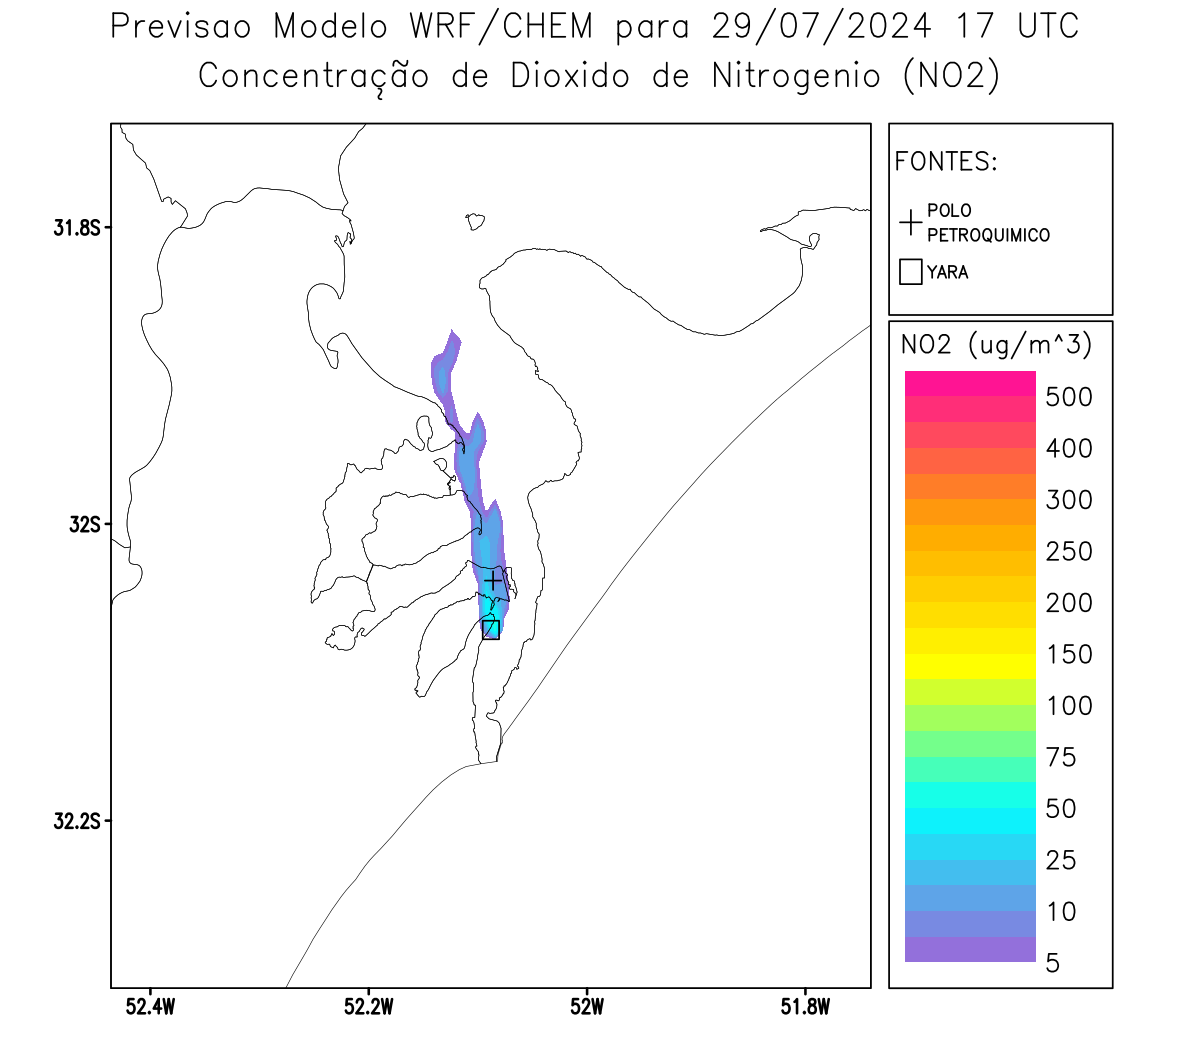 Previsao Modelo WRF/CHEM para 29/07/2024 17 UTC
Concentração de Dioxido de Nitrogenio (NO2)
FONTES:
POLO
PETROQUIMICO
YARA
31.8S
32S
32.2S
52.4W
52.2W
52W
51.8W
NO2 (ug/m^3)
500
400
300
250
200
150
100
75
50
25
10
5